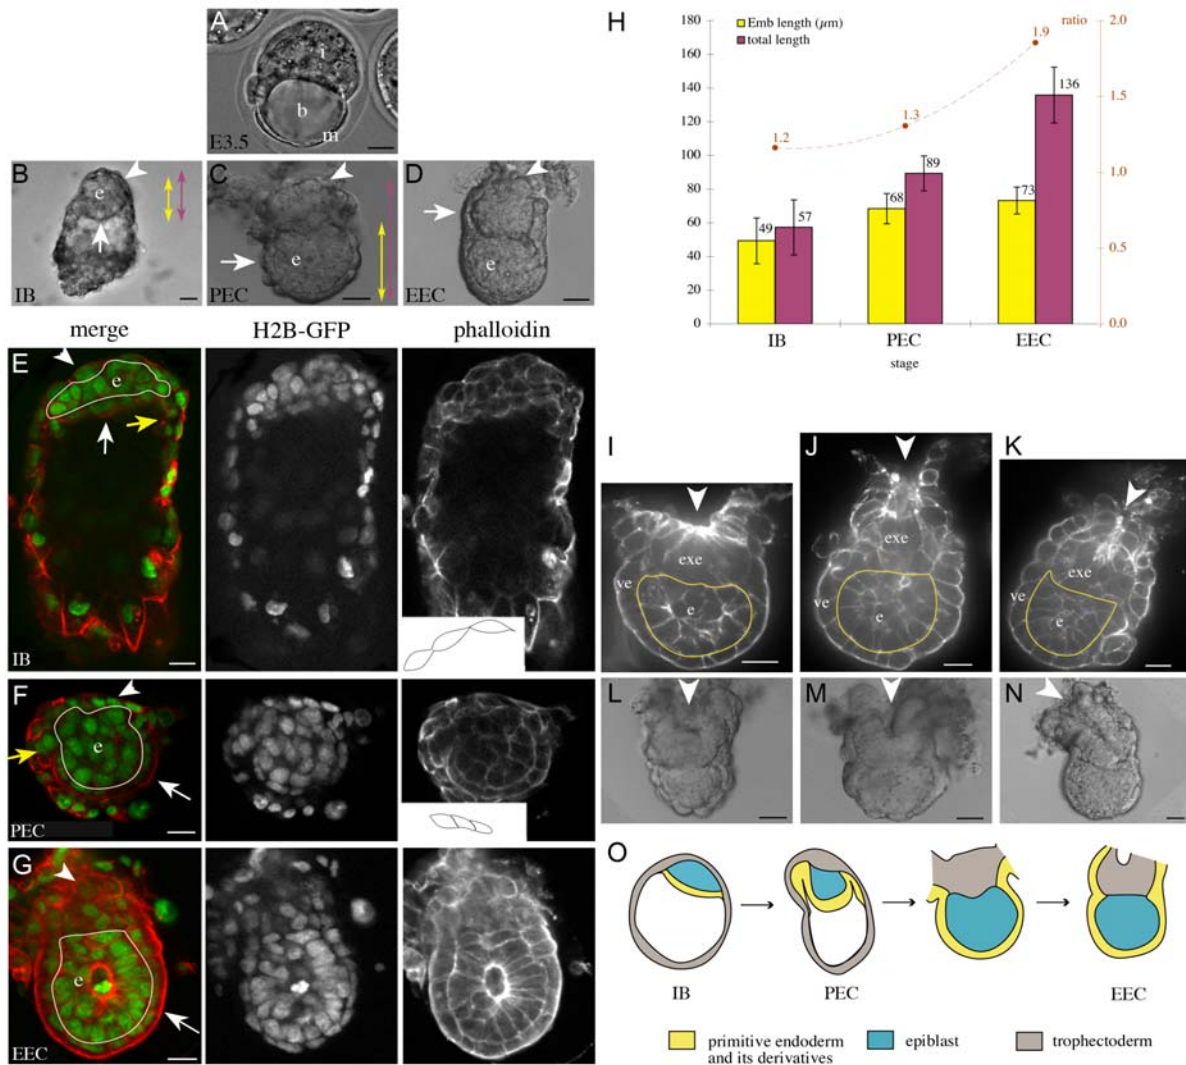 A
i
b
m
E3.5
B
e
IB
C
e
PEC
D
e
EEC
H
Emb length (µm)
total length
ratio
180
160
140
120
100
80
60
40
20
0
2.0
1.5
1.0
0.5
0.0
1.2
1.3
1.9
49
57
68
89
73
136
IB
PEC
EEC
stage
merge
H2B-GFP
phalloidin
E
e
IB
F
e
PEC
G
e
EEC
I
exe
ve
e
J
exe
ve
e
K
exe
ve
e
L
M
N
O
IB
PEC
EEC
primitive endoderm
and its derivatives
epiblast
trophectoderm